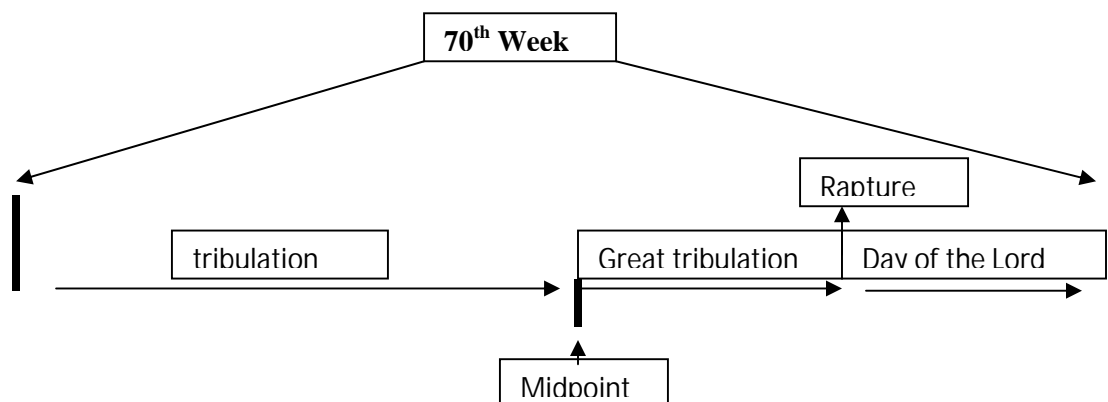 70th Week
Rapture
tribulation
Great tribulation
Day of the Lord
Midpoint